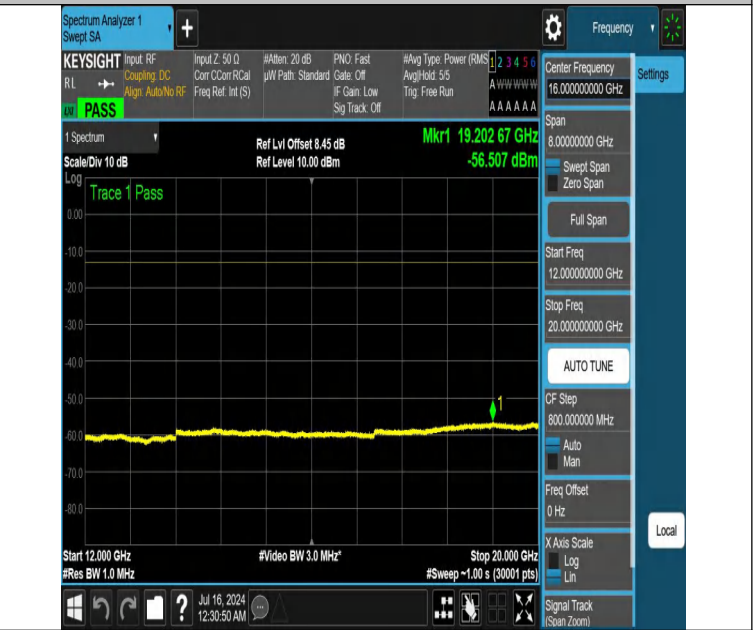 Spectrum Analyzer 1
Swept SA
+
Frequency
KEYSIGHT
RL
PASS
Input: RF
Coupling: DC
Align: Auto/No RF
Input Z: 50 Ω
Corr CCorr RCal
Freq Ref: Int (S)
#Atten: 20 dB
µW Path: Standard
PNO: Fast
Gate: Off
IF Gain: Low
Sig Track: Off
#Avg Type: Power (RMS
Avg|Hold: 5/5
Trig: Free Run
1 2 3 4 5 6
A W W W W W
A A A A A A
1 Spectrum
Scale/Div 10 dB
Ref Lvl Offset 8.45 dB
Ref Level 10.00 dBm
Mkr1 19.202 67 GHz
-56.507 dBm
Log
Trace 1 Pass
0.00
-10.0
-20.0
-30.0
-40.0
-50.0
-60.0
-70.0
-80.0
1
Start 12.000 GHz
#Res BW 1.0 MHz
#Video BW 3.0 MHz*
Stop 20.000 GHz
#Sweep ~1.00 s (30001 pts)
Jul 16, 2024
12:30:50 AM
?
Center Frequency
16.000000000 GHz
Settings
Span
8.00000000 GHz
Swept Span
Zero Span
Full Span
Start Freq
12.000000000 GHz
Stop Freq
20.000000000 GHz
AUTO TUNE
CF Step
800.000000 MHz
Auto
Man
Freq Offset
0 Hz
X Axis Scale
Log
Lin
Signal Track
(Span Zoom)
Local